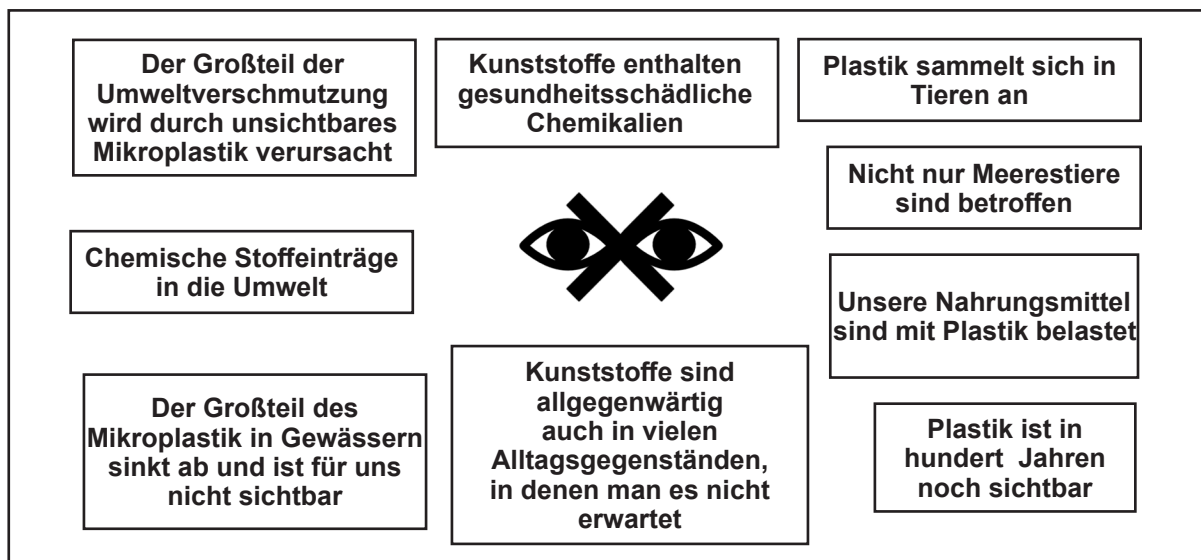 Der Großteil der
Umweltverschmutzung
wird durch unsichtbares
Mikroplastik verursacht
Kunststoffe enthalten
gesundheitsschädliche
Chemikalien
Plastik sammelt sich in
Tieren an
Nicht nur Meerestiere
sind betroffen
Chemische Stoffeinträge
in die Umwelt
Unsere Nahrungsmittel
sind mit Plastik belastet
Der Großteil des
Mikroplastik in Gewässern
sinkt ab und ist für uns
nicht sichtbar
Kunststoffe sind
allgegenwärtig
auch in vielen
Alltagsgegenständen,
in denen man es nicht
erwartet
Plastik ist in
hundert  Jahren
noch sichtbar